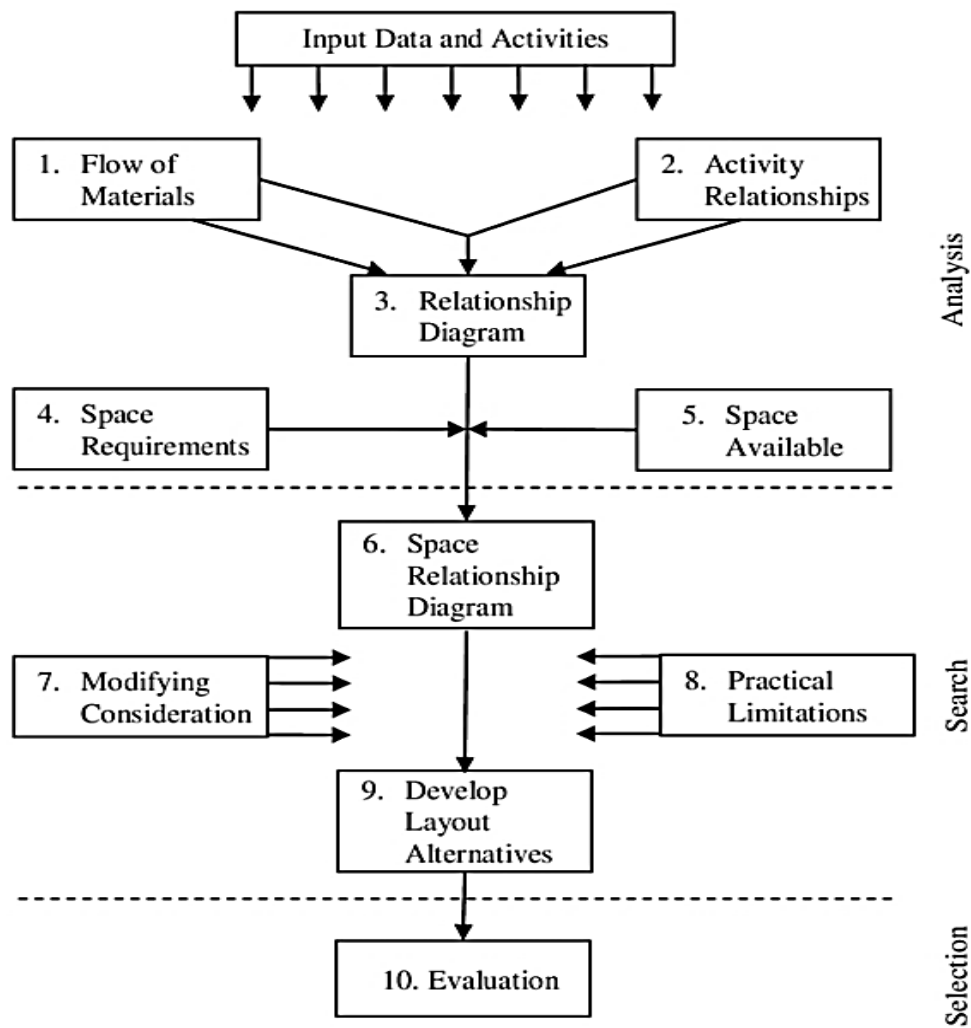 Input Data and Activities
1. Flow of
Materials
2. Activity
Relationships
3. Relationship
Diagram
Analysis
4. Space
Requirements
5. Space
Available
6. Space
Relationship
Diagram
7. Modifying
Consideration
8. Practical
Limitations
Search
9. Develop
Layout
Alternatives
10. Evaluation
Selection